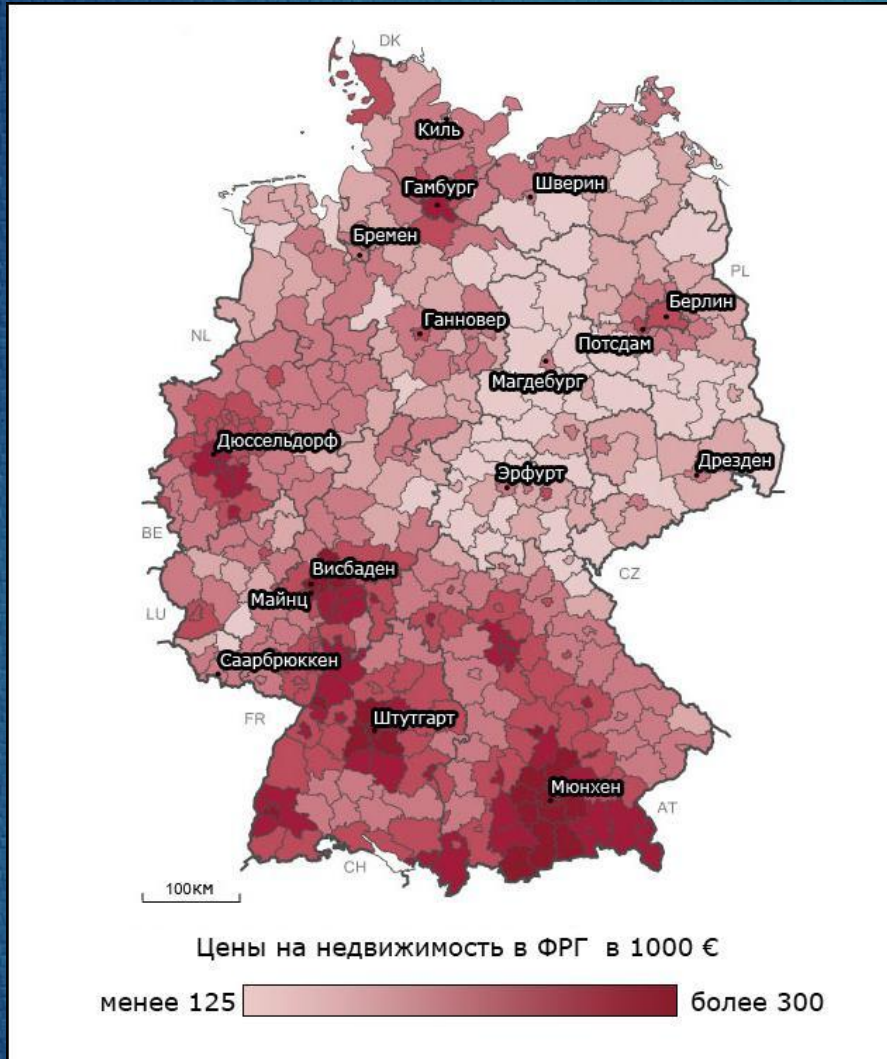 DK
Киль
Гамбург
Шверин
Бремен
PL
Берлин
Ганновер
NL
Потсдам
Магдебург
Дюссельдорф
Дрезден
Эрфурт
BE
Висбаден
CZ
Майнц
LU
Саарбрюккен
FR
Штутгарт
Мюнхен
AT
CH
100КМ
Цены на недвижимость в ФРГ в 1000 €
менее 125
более 300